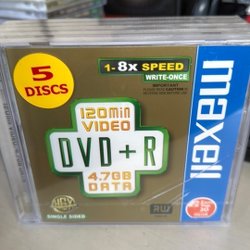 5
DISCS
1-8x SPEED
WRITE-ONCE
IMPORTANT
maxell
120min
VIDEO
DVD+R
4.7GB
DATA
SINGLE SIDED